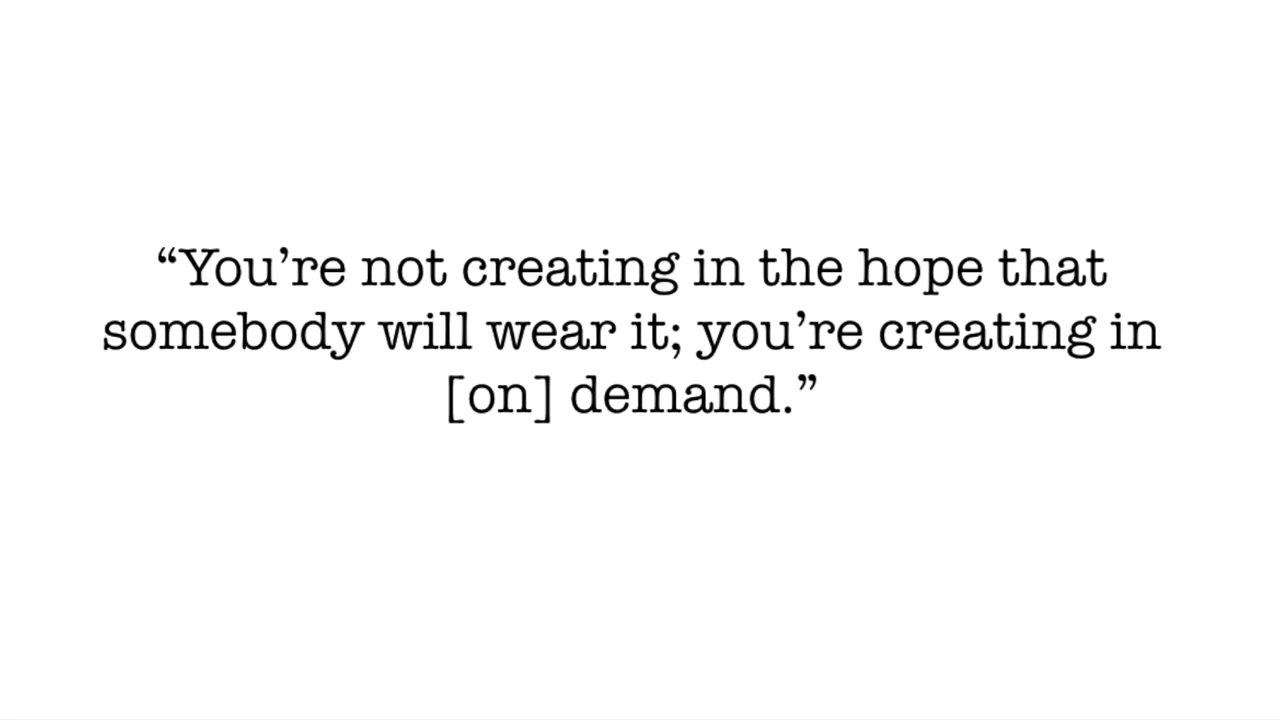 “You’re not creating in the hope that
somebody will wear it; you’re creating in
[on] demand.”